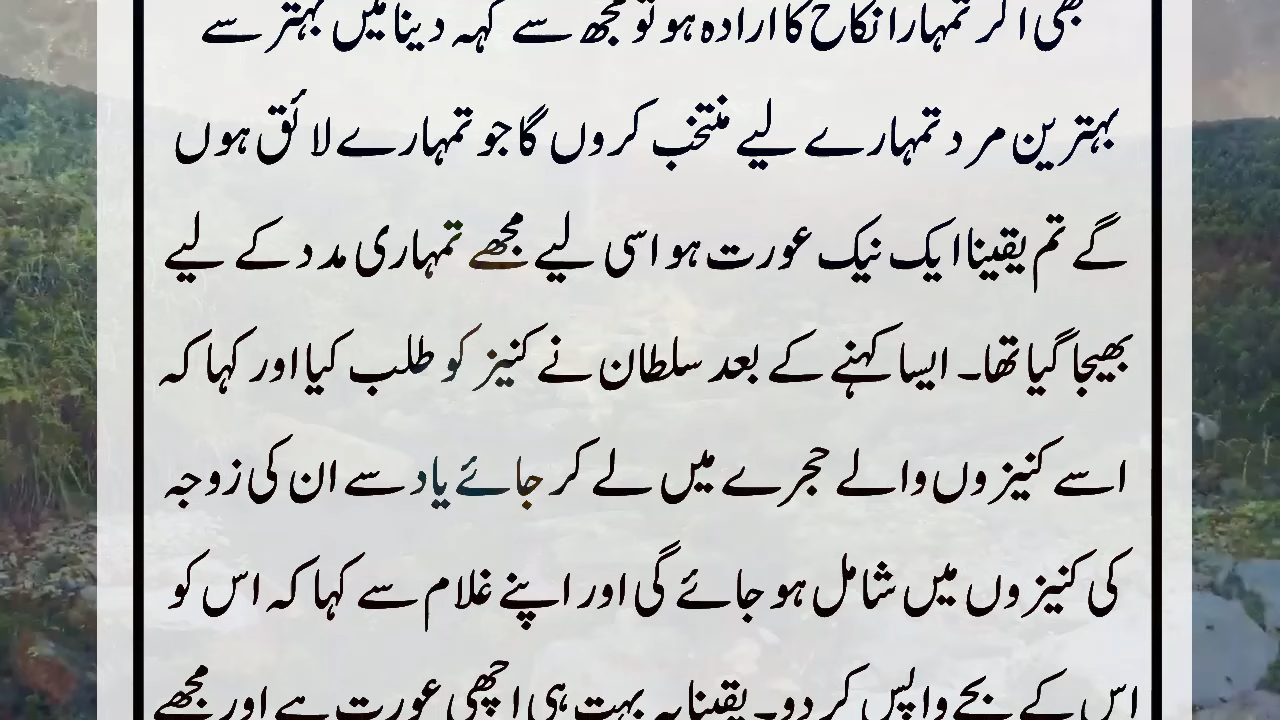 بھی اگر تمہارا نکاح کا ارادہ ہو تو مجھ سے کہہ دینا میں بہتر سے
بہترین مرد تمہارے لیے منتخب کروں گا جو تمہارے لائق ہوں
گے تم یقینا ایک نیک عورت ہو اسی لیے مجھے تمہاری مدد کے لیے
بھیجا گیا تھا۔ ایسا کہنے کے بعد سلطان نے کنیز کو طلب کیا اور کہا کہ
اسے کنیزوں والے حجرے میں لے کر جائے یاد سے ان کی زوجہ
کی کنیزوں میں شامل ہو جائے گی اور اپنے غلام سے کہا کہ اس کو
اس کے بچے واپس کر دو۔ یقینا یہ بہت ہی اچھی عورت ہے اور مجھے